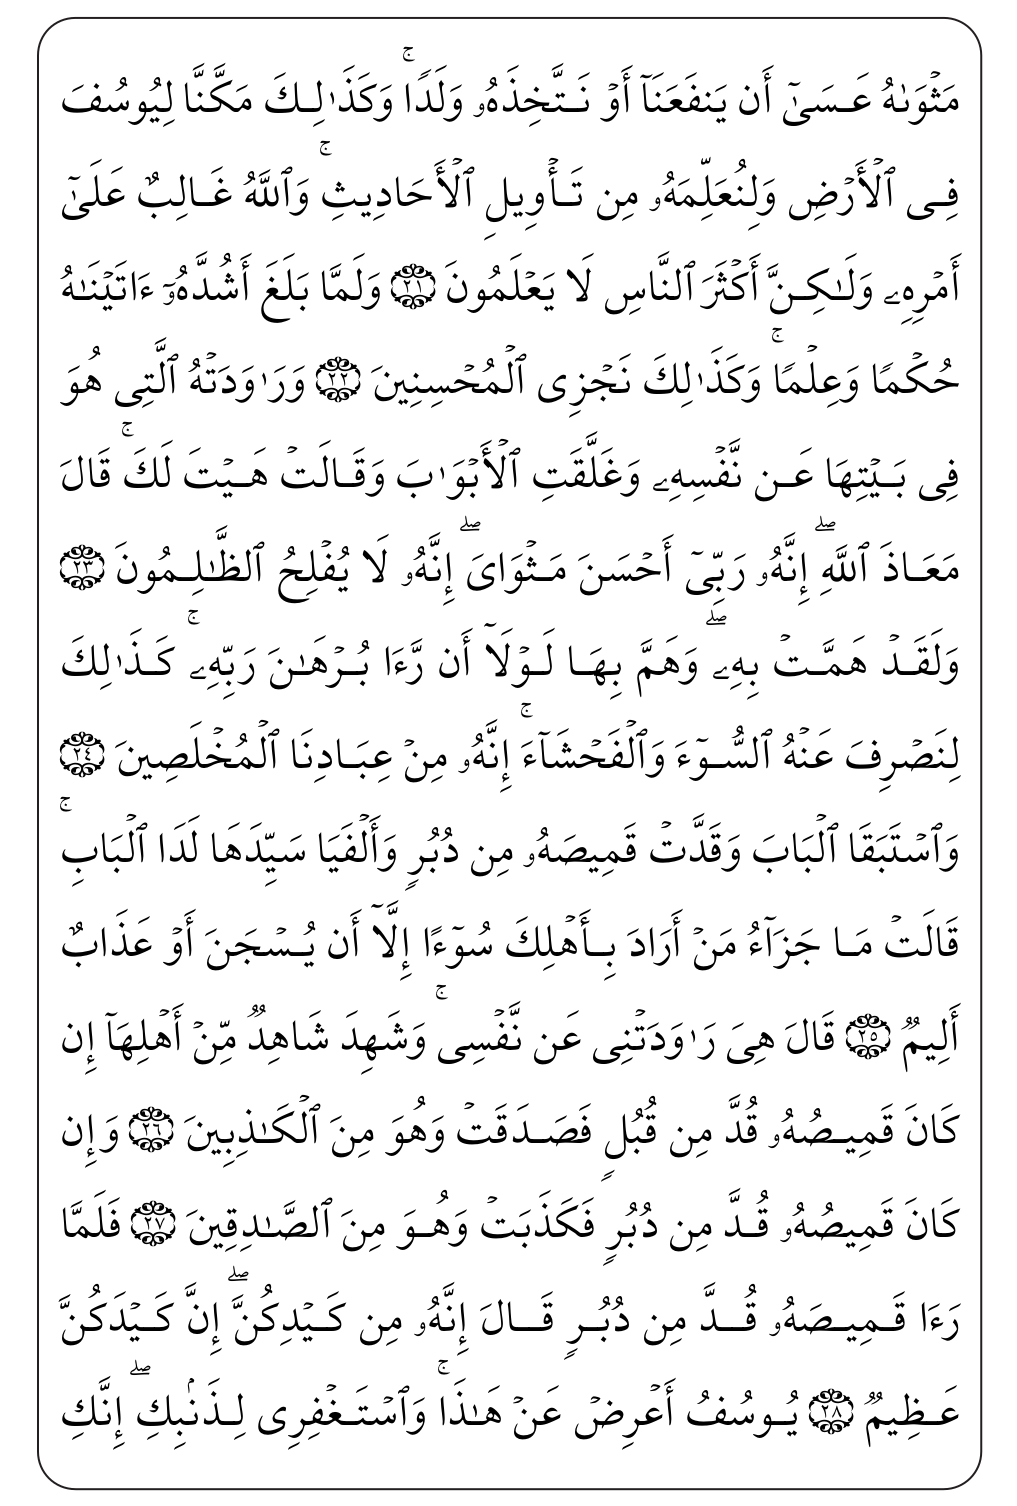 مَثْوَىٰهُ عَسَىٰٓ أَن يَنفَعَنَآ أَوْ نَتَّخِذَهُۥ وَلَدًا ۚ وَكَذَٰلِكَ مَكَّنَّا لِيُوسُفَ
فِى ٱلْأَرْضِ وَلِنُعَلِّمَهُۥ مِن تَأْوِيلِ ٱلْأَحَادِيثِ ۚ وَٱللَّهُ غَالِبٌ عَلَىٰٓ
أَمْرِهِۦ وَلَـٰكِنَّ أَكْثَرَ ٱلنَّاسِ لَا يَعْلَمُونَ ٢١ وَلَمَّا بَلَغَ أَشُدَّهُۥٓ ءَاتَيْنَـٰهُ
حُكْمًا وَعِلْمًا ۚ وَكَذَٰلِكَ نَجْزِى ٱلْمُحْسِنِينَ ٢٢ وَرَٰوَدَتْهُ ٱلَّتِى هُوَ
فِى بَيْتِهَا عَن نَّفْسِهِۦ وَغَلَّقَتِ ٱلْأَبْوَٰبَ وَقَالَتْ هَيْتَ لَكَ ۚ قَالَ
مَعَاذَ ٱللَّهِ ۖ إِنَّهُۥ رَبِّىٓ أَحْسَنَ مَثْوَاىَ ۖ إِنَّهُۥ لَا يُفْلِحُ ٱلظَّـٰلِمُونَ ٢٣
وَلَقَدْ هَمَّتْ بِهِۦ ۖ وَهَمَّ بِهَا لَوْلَآ أَن رَّءَا بُرْهَـٰنَ رَبِّهِۦ ۚ كَذَٰلِكَ
لِنَصْرِفَ عَنْهُ ٱلسُّوٓءَ وَٱلْفَحْشَآءَ ۚ إِنَّهُۥ مِنْ عِبَادِنَا ٱلْمُخْلَصِينَ ٢٤
وَٱسْتَبَقَا ٱلْبَابَ وَقَدَّتْ قَمِيصَهُۥ مِن دُبُرٍ وَأَلْفَيَا سَيِّدَهَا لَدَا ٱلْبَابِ ۚ
قَالَتْ مَا جَزَآءُ مَنْ أَرَادَ بِأَهْلِكَ سُوٓءًا إِلَّآ أَن يُسْجَنَ أَوْ عَذَابٌ
أَلِيمٌ ٢٥ قَالَ هِىَ رَٰوَدَتْنِى عَن نَّفْسِى ۚ وَشَهِدَ شَاهِدٌ مِّنْ أَهْلِهَآ إِن
كَانَ قَمِيصُهُۥ قُدَّ مِن قُبُلٍ فَصَدَقَتْ وَهُوَ مِنَ ٱلْكَـٰذِبِينَ ٢٦ وَإِن
كَانَ قَمِيصُهُۥ قُدَّ مِن دُبُرٍ فَكَذَبَتْ وَهُوَ مِنَ ٱلصَّـٰدِقِينَ ٢٧ فَلَمَّا
رَءَا قَمِيصَهُۥ قُدَّ مِن دُبُرٍ قَالَ إِنَّهُۥ مِن كَيْدِكُنَّ ۖ إِنَّ كَيْدَكُنَّ
عَظِيمٌ ٢٨ يُوسُفُ أَعْرِضْ عَنْ هَـٰذَا ۚ وَٱسْتَغْفِرِى لِذَنۢبِكِ ۖ إِنَّكِ